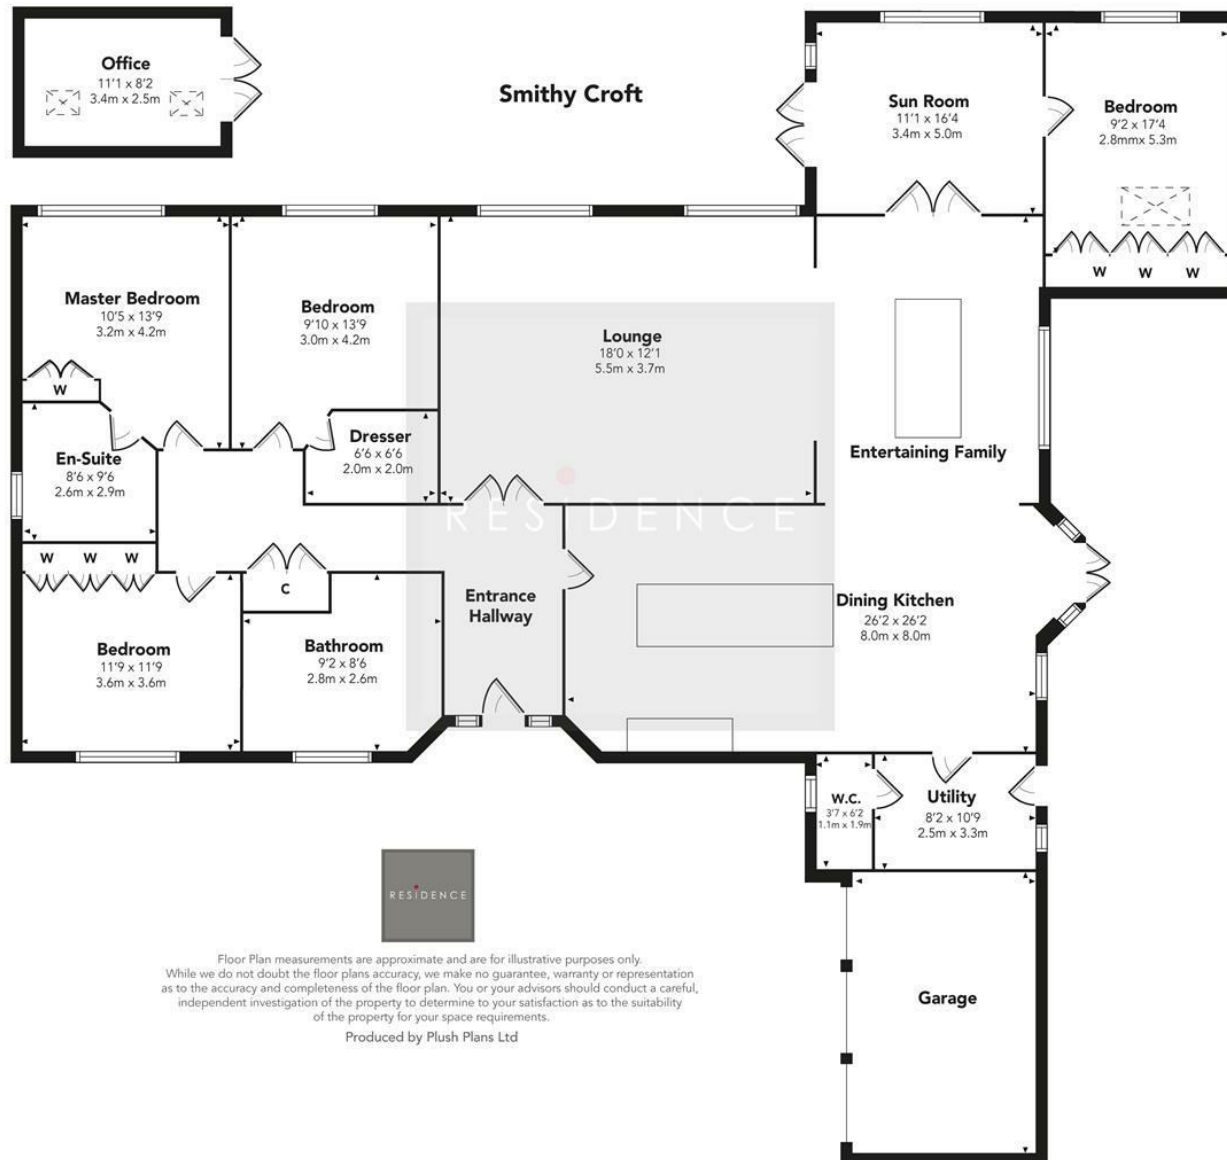 Office
11'1 x 8'2
3.4m x 2.5m
Smithy Croft
Sun Room
11'1 x 16'4
3.4m x 5.0m
Bedroom
9'2 x 17'4
2.8mmx 5.3m
W W W
Master Bedroom
10'5 x 13'9
3.2m x 4.2m
W
Bedroom
9'10 x 13'9
3.0m x 4.2m
Lounge
18'0 x 12'1
5.5m x 3.7m
Dresser
6'6 x 6'6
2.0m x 2.0m
Entertaining Family
En-Suite
8'6 x 9'6
2.6m x 2.9m
RESIDENCE
W W W
C
Entrance
Hallway
Dining Kitchen
26'2 x 26'2
8.0m x 8.0m
Bedroom
11'9 x 11'9
3.6m x 3.6m
Bathroom
9'2 x 8'6
2.8m x 2.6m
W.C.
3'7 x 6'2
1.1m x 1.9m
Utility
8'2 x 10'9
2.5m x 3.3m
RESIDENCE
Garage
Floor Plan measurements are approximate and are for illustrative purposes only.
While we do not doubt the floor plans accuracy, we make no guarantee, warranty or representation
as to the accuracy and completeness of the floor plan. You or your advisors should conduct a careful,
independent investigation of the property to determine to your satisfaction as to the suitability
of the property for your space requirements.
Produced by Plush Plans Ltd